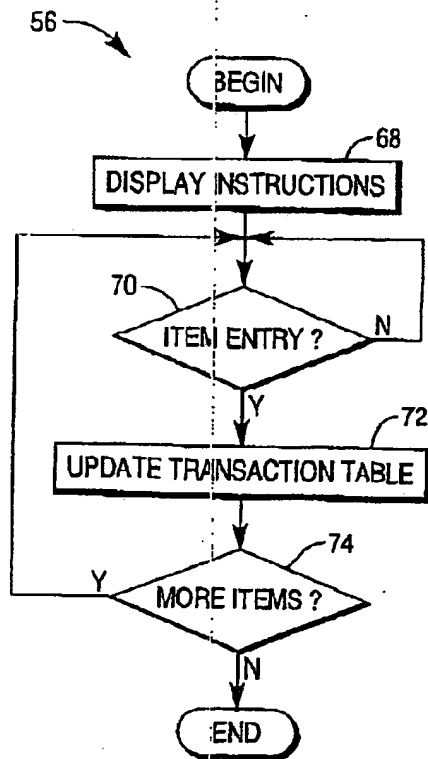 56
BEGIN
68
DISPLAY INSTRUCTIONS
70
ITEM ENTRY ?
N
Y
72
UPDATE TRANSACTION TABLE
74
Y
MORE ITEMS ?
N
END